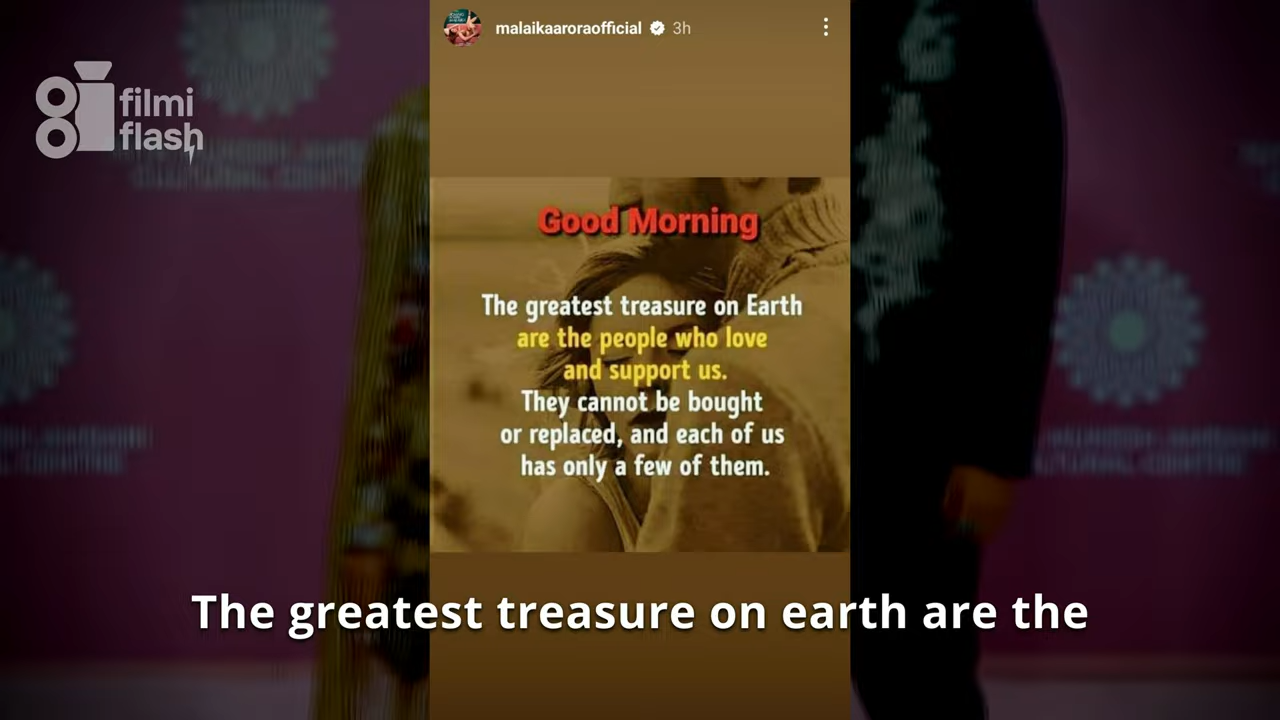 malaikaaroraofficial 3h
filmi
flash
Good Morning
The greatest treasure on Earth
are the people who love
and support us.
They cannot be bought
or replaced, and each of us
has only a few of them.
The greatest treasure on earth are the